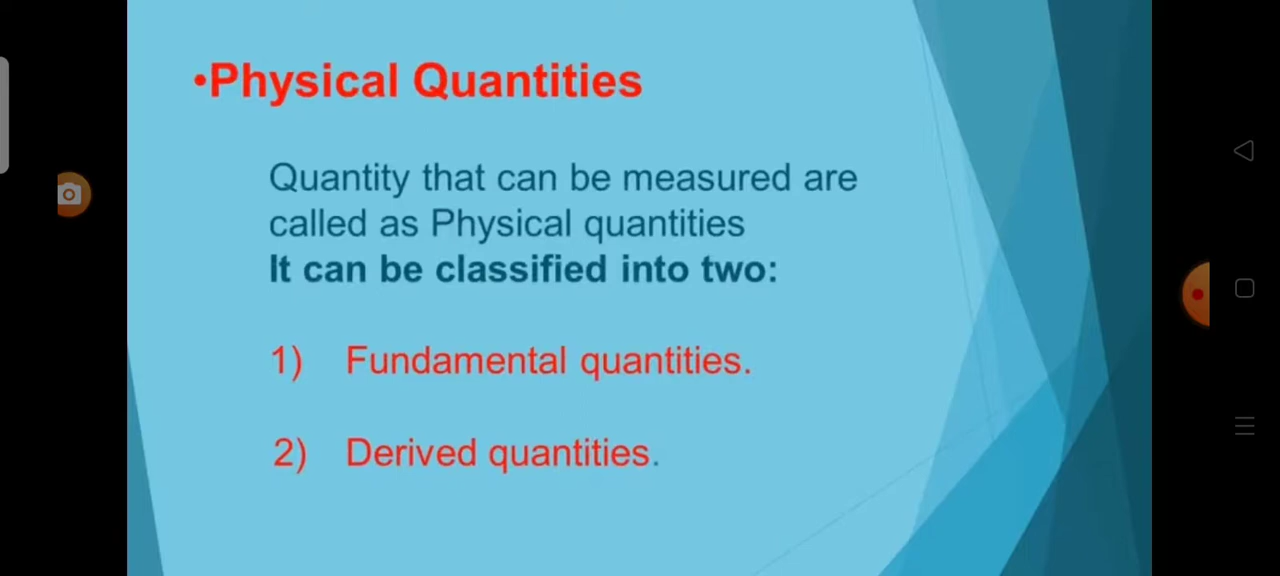 •Physical Quantities
Quantity that can be measured are
called as Physical quantities
It can be classified into two:
1) Fundamental quantities.
2) Derived quantities.